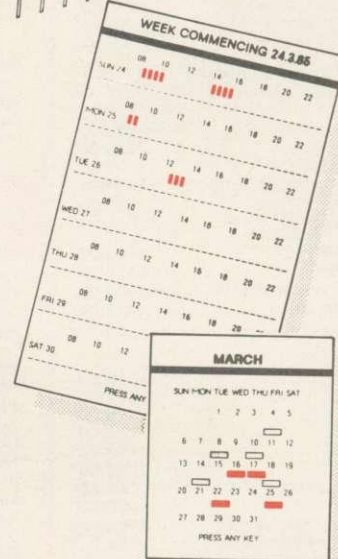 WEEK COMMENCING 24.3.85
SUN 24 08 10 12 14 16 18 20 22
MON 25 08 10 12 14 16 18 20 22
TUE 26 08 10 12 14 16 18 20 22
WED 27 08 10 12 14 16 18 20 22
THU 28 08 10 12 14 16 18 20 22
FRI 29 08 10 12 14 16 18 20
SAT 30 08 10 12
PRESS ANY
MARCH
SUN MON TUE WED THU FRI SAT
1 2 3 4 5
6 7 8 9 10 11 12
13 14 15 16 17 18 19
20 21 22 23 24 25 26
27 28 29 30 31
PRESS ANY KEY